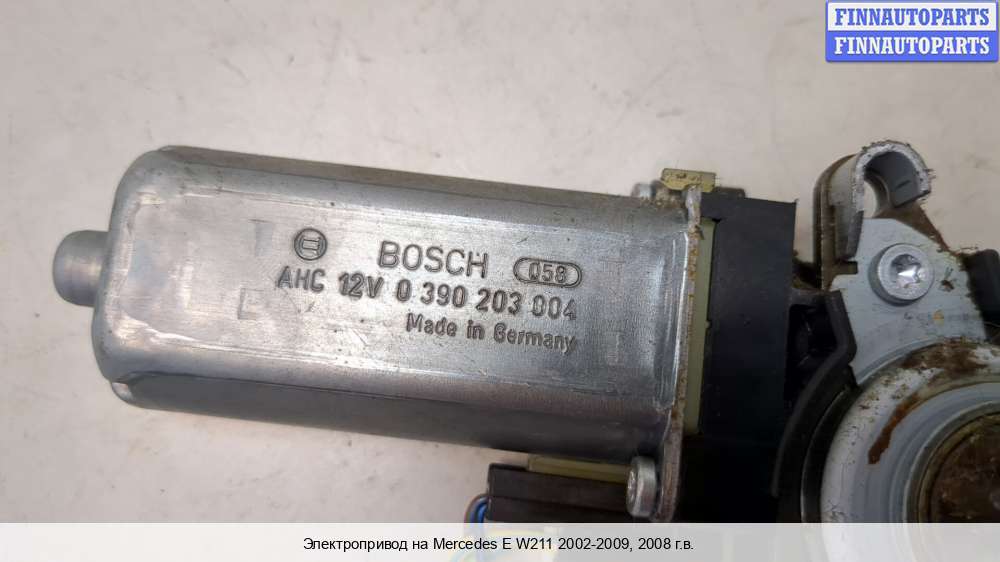 FINNAUTOPARTS
FINNAUTOPARTS
BOSCH 058
AHC 12V 0 390 203 004
Made in Germany
Электропривод на Mercedes E W211 2002-2009, 2008 г.в.